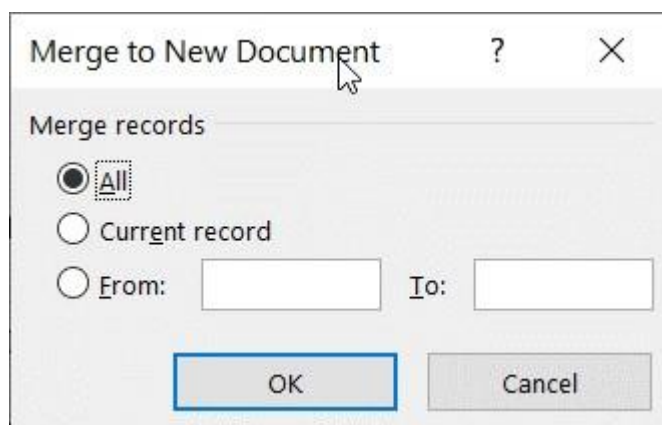 Merge to New Document ?
Merge records
All
Current record
From: To:
OK Cancel